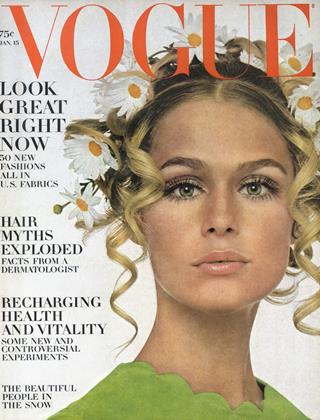 VOGUE
75¢
JAN. 15
LOOK
GREAT
RIGHT
NOW
50 NEW
FASHIONS
ALL IN
U.S. FABRICS
HAIR
MYTHS
EXPLODED
FACTS FROM A
DERMATOLOGIST
RECHARGING
HEALTH
AND VITALITY
SOME NEW AND
CONTROVERSIAL
EXPERIMENTS
THE BEAUTIFUL
PEOPLE IN
THE SNOW